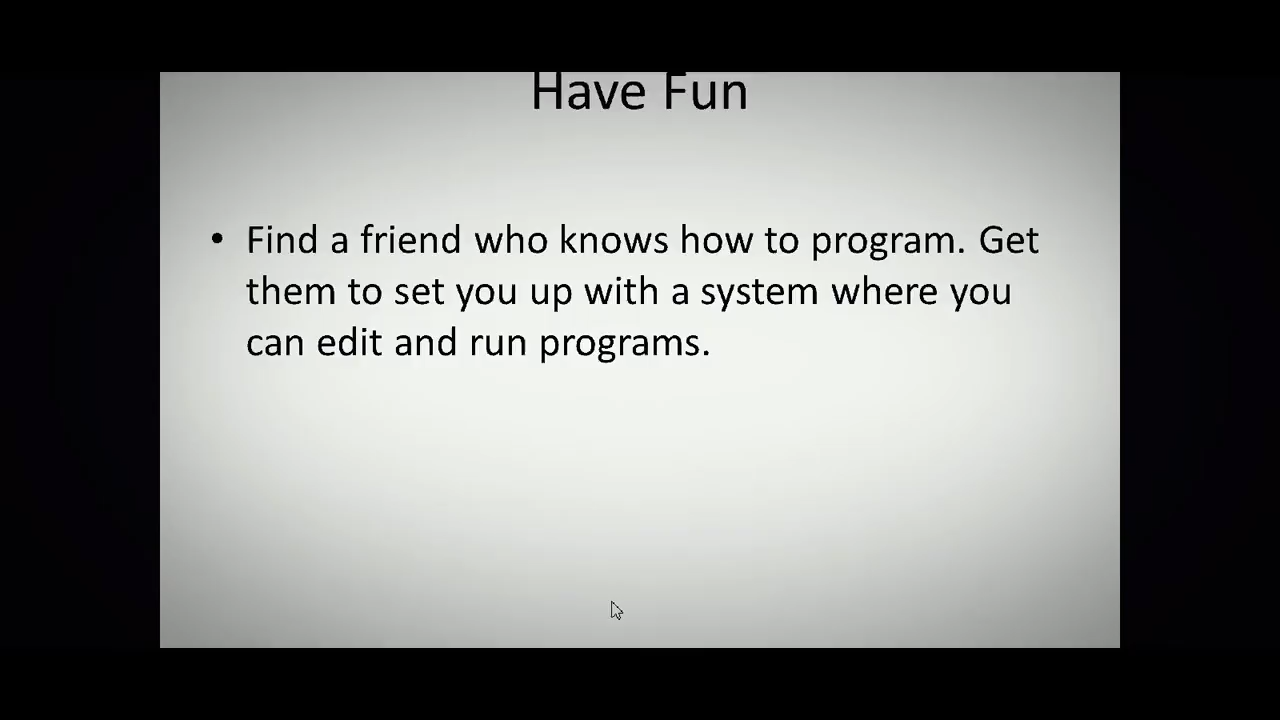 Have Fun
• Find a friend who knows how to program. Get
them to set you up with a system where you
can edit and run programs.